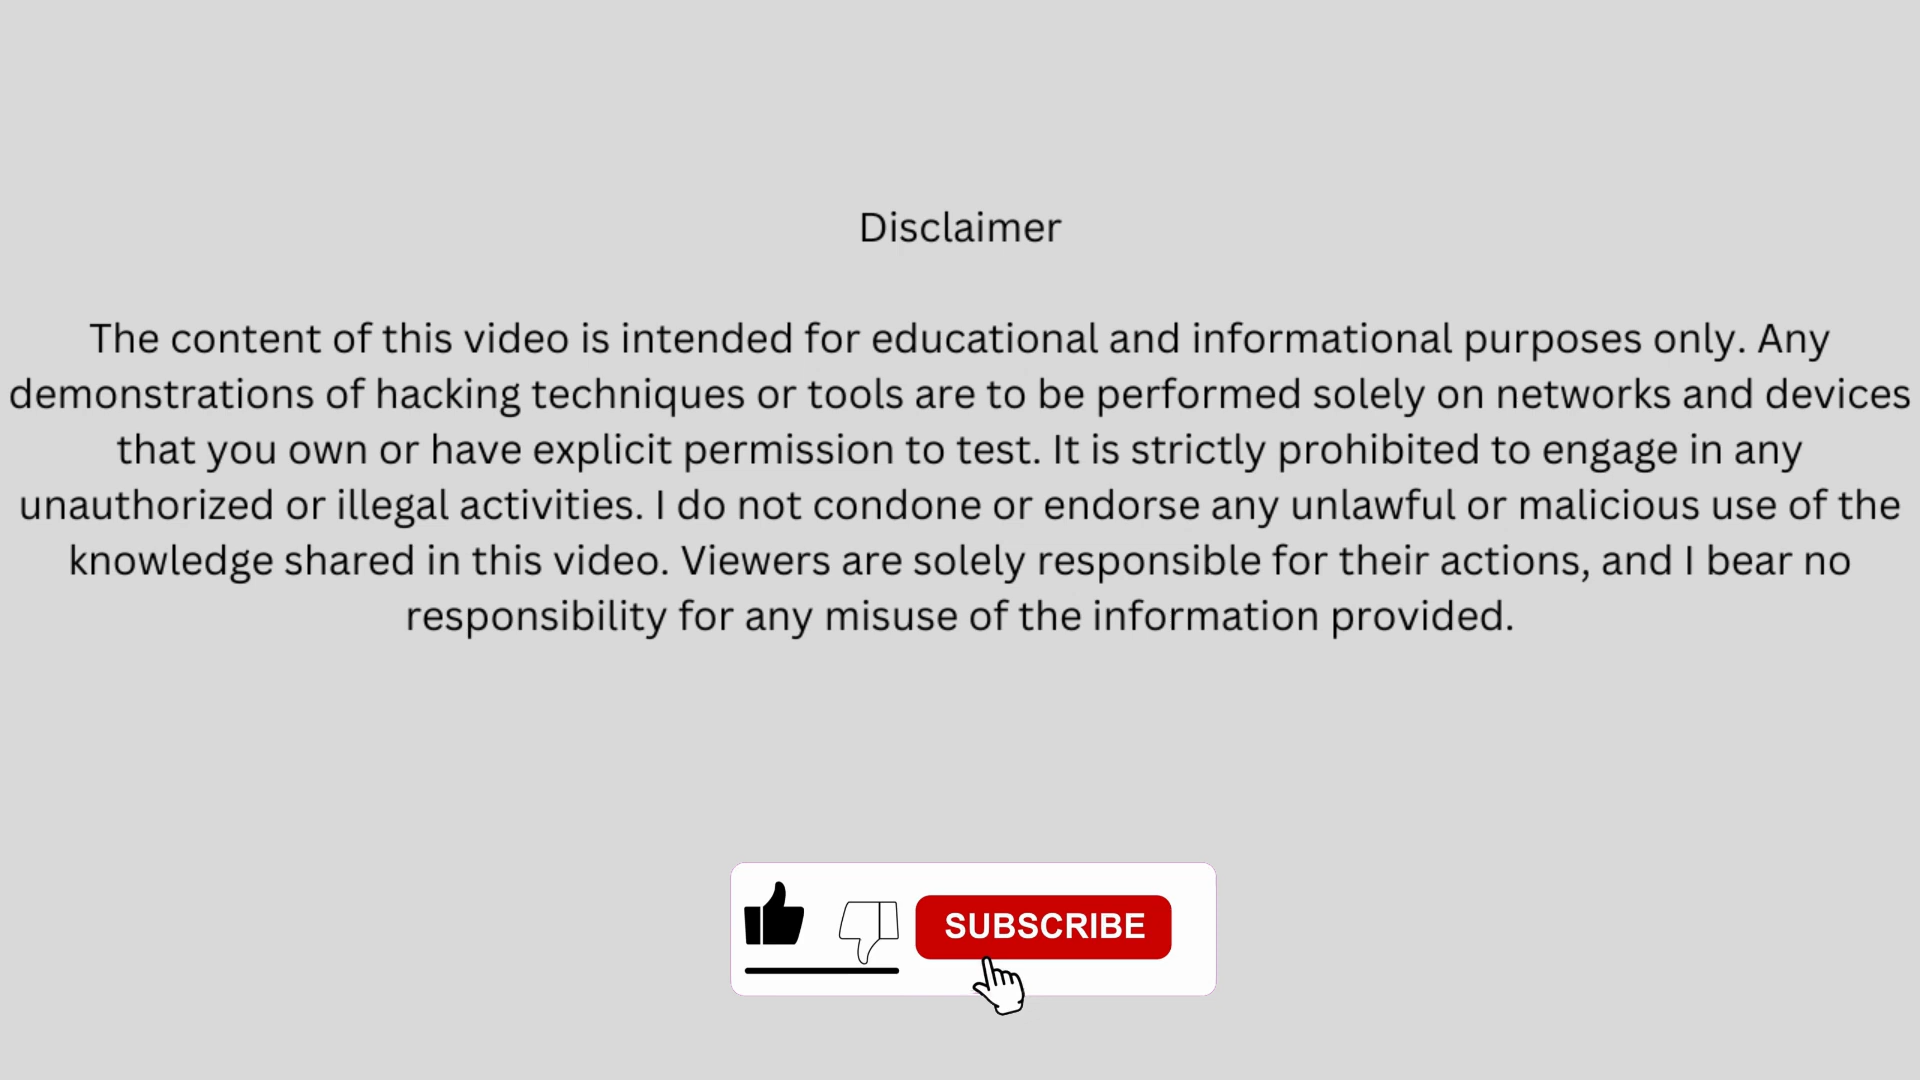 Disclaimer
The content of this video is intended for educational and informational purposes only. Any
demonstrations of hacking techniques or tools are to be performed solely on networks and devices
that you own or have explicit permission to test. It is strictly prohibited to engage in any
unauthorized or illegal activities. I do not condone or endorse any unlawful or malicious use of the
knowledge shared in this video. Viewers are solely responsible for their actions, and I bear no
responsibility for any misuse of the information provided.
SUBSCRIBE